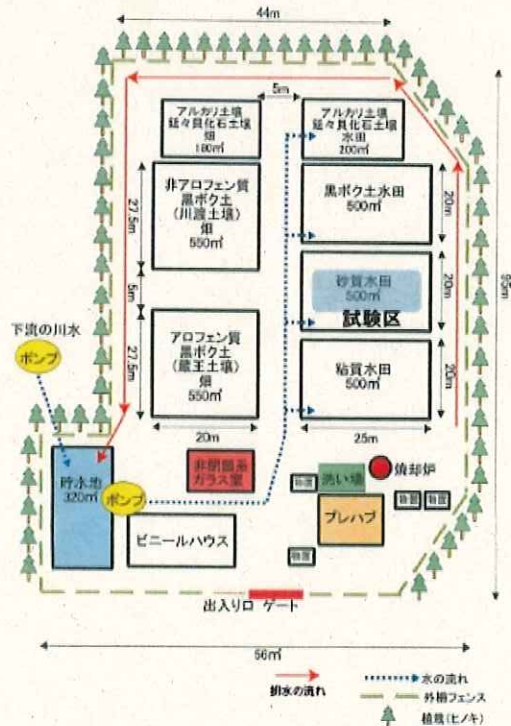 44m
5m
アルカリ土壌
延々貝化石土壌
畑
180㎡
アルカリ土壌
延々貝化石土壌
水田
200㎡
非アロフェン質
黒ボク土
(川渡土壌)
畑
550㎡
27.5m
黒ボク土水田
500㎡
20m
砂質水田
500㎡
試験区
20m
95m
5m
下流の川水
ポンプ
アロフェン質
黒ボク土
(蔵王土壌)
畑
550㎡
27.5m
粘質水田
500㎡
20m
20m
25m
貯水池
320㎡
ポンプ
非閉鎖系
ガラス室
物置
洗い場
焼却炉
プレハブ
物置
物置
ビニールハウス
物置
出入り口 ゲート
56㎡
排水の流れ
水の流れ
外柵フェンス
植栽(ヒノキ)